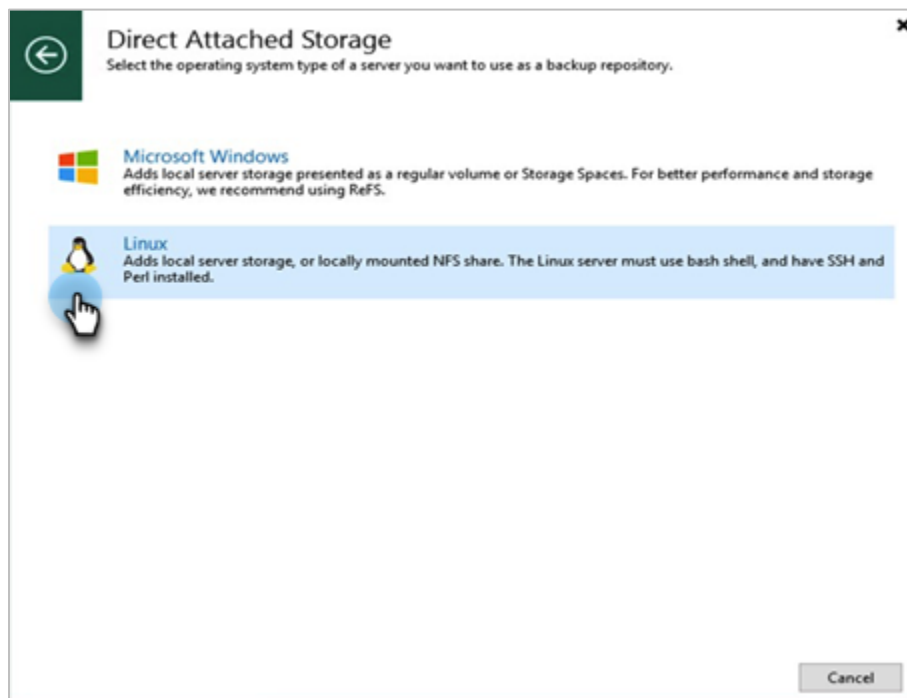 Direct Attached Storage
Select the operating system type of a server you want to use as a backup repository.
Microsoft Windows
Adds local server storage presented as a regular volume or Storage Spaces. For better performance and storage
efficiency, we recommend using ReFS.
Linux
Adds local server storage, or locally mounted NFS share. The Linux server must use bash shell, and have SSH and
Perl installed.
Cancel